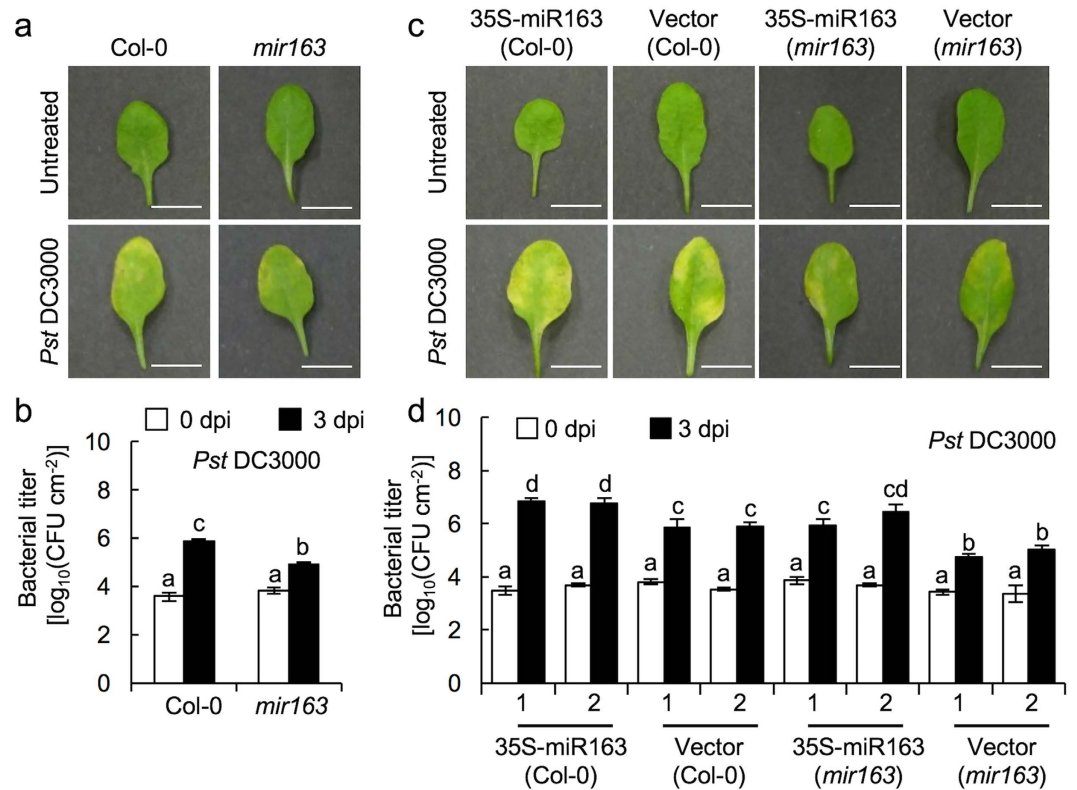 a
Col-0 mir163
Untreated
Pst DC3000
c
35S-miR163 Vector 35S-miR163 Vector
(Col-0) (Col-0) (mir163) (mir163)
Untreated
Pst DC3000
b
0 dpi 3 dpi
Pst DC3000
Bacterial titer
[log10(CFU cm-2)]
10
8
6
4
2
0
a c a b
Col-0 mir163
d
0 dpi 3 dpi
Pst DC3000
Bacterial titer
[log10(CFU cm-2)]
10
8
6
4
2
0
a d a d a c a c a c a cd a b a b
1 2 1 2 1 2 1 2
35S-miR163 Vector 35S-miR163 Vector
(Col-0) (Col-0) (mir163) (mir163)